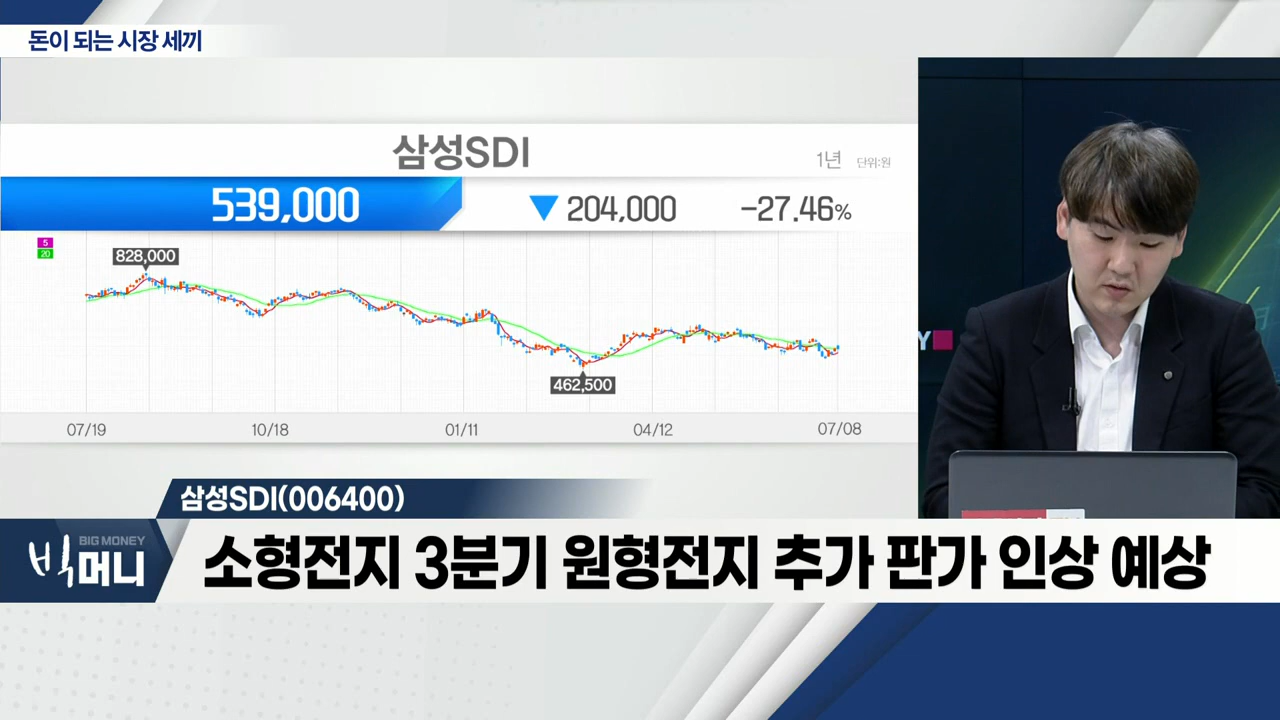 돈이 되는 시장 세끼
삼성SDI
1년 단위:원
539,000 ▼ 204,000 -27.46%
5
20
828,000
462,500
07/19 10/18 01/11 04/12 07/08
Y
삼성SDI(006400)
BIG MONEY
빅머니
소형전지 3분기 원형전지 추가 판가 인상 예상